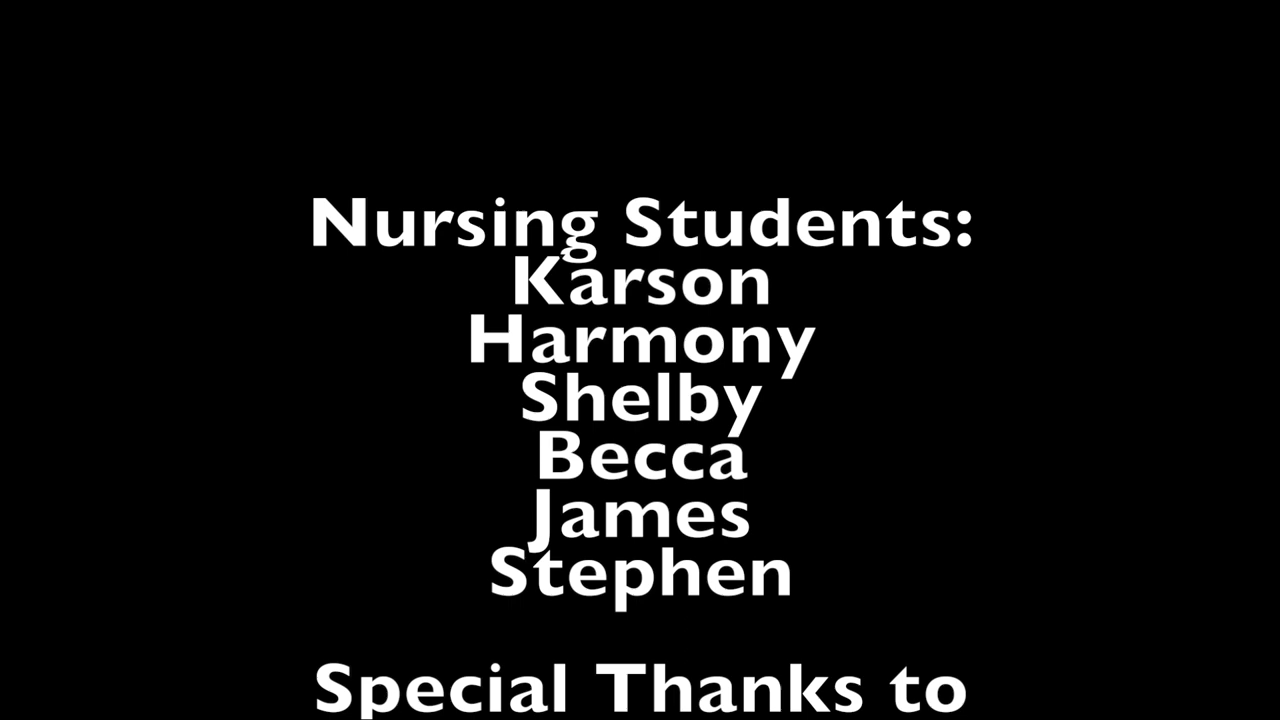 Nursing Students:
Karson
Harmony
Shelby
Becca
James
Stephen
Special Thanks to